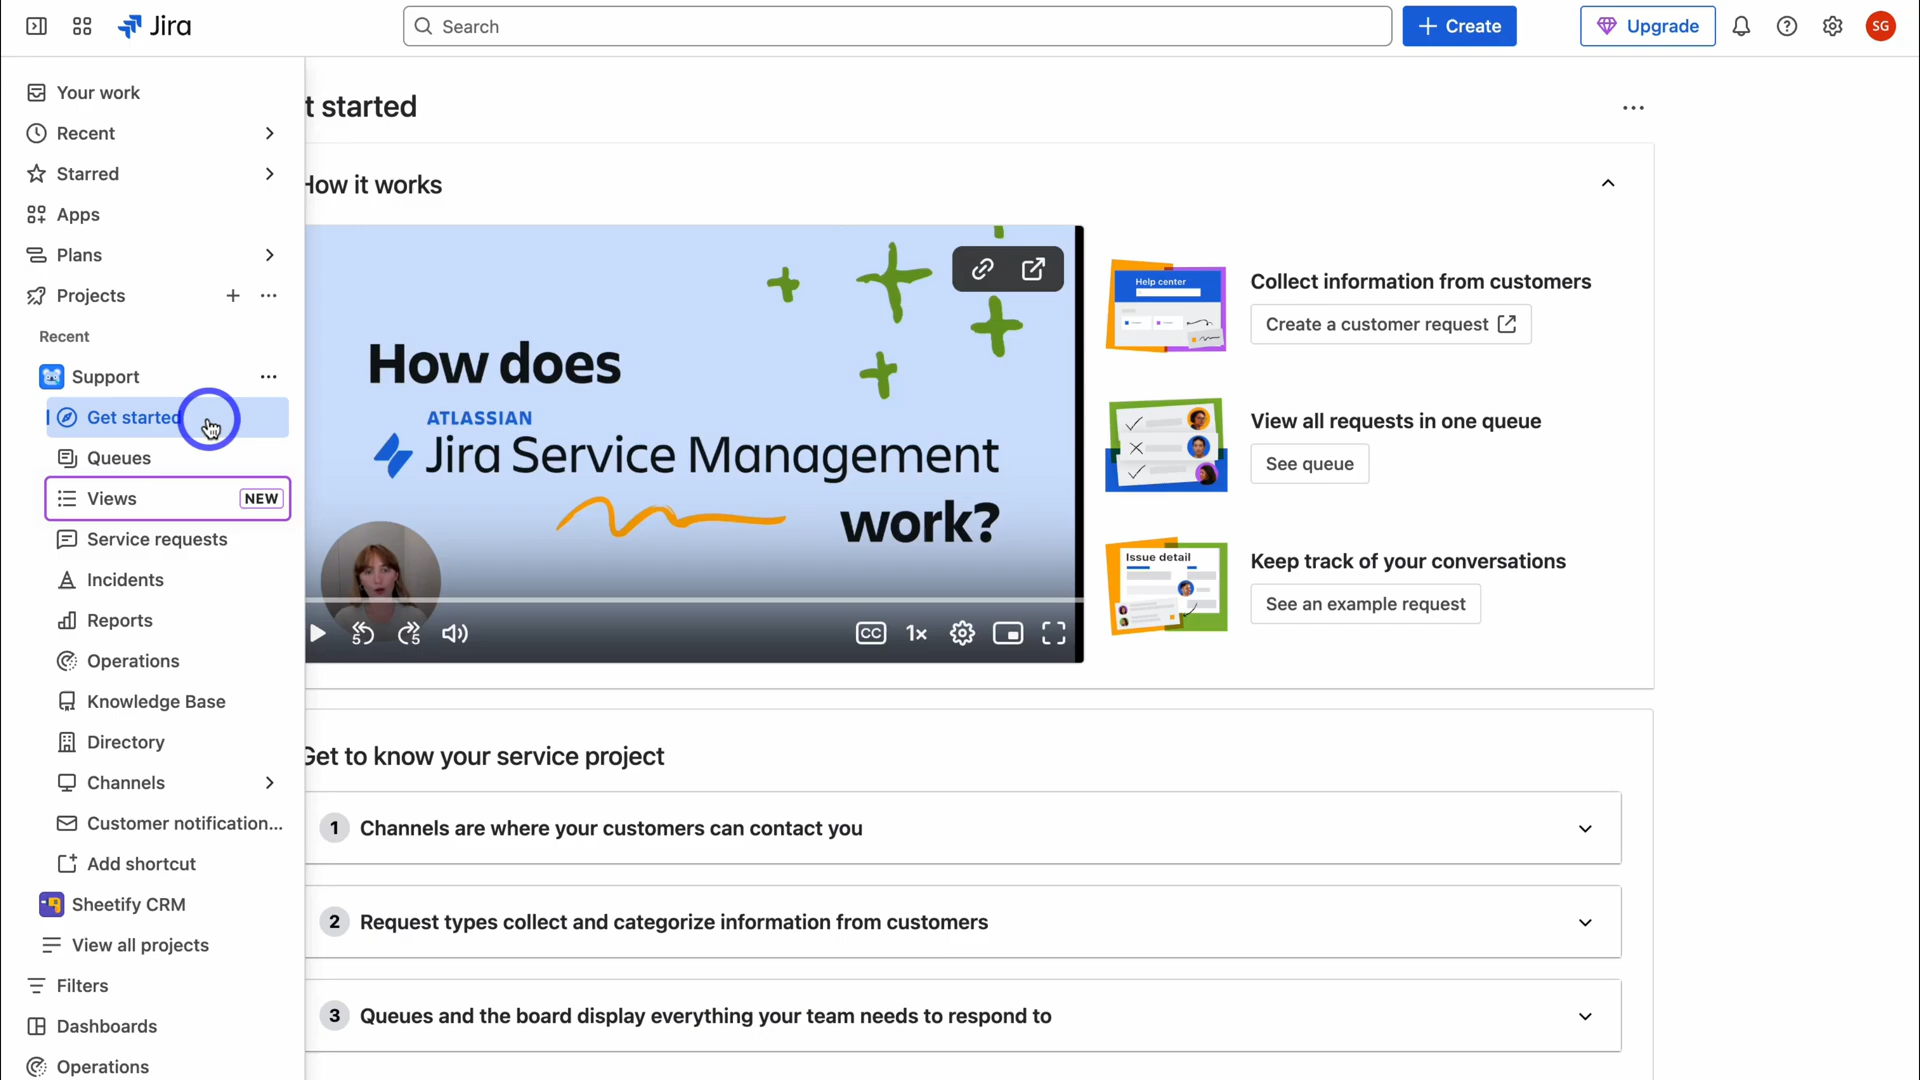 Jira
Search
Create
Upgrade
SG
Your work
Recent
Starred
Apps
Plans
Projects
Recent
Support
Get started
Queues
Views NEW
Service requests
Incidents
Reports
Operations
Knowledge Base
Directory
Channels
Customer notification...
Add shortcut
Sheetify CRM
View all projects
Filters
Dashboards
Operations
t started
How it works
How does
ATLASSIAN
Jira Service Management
work?
5
5
CC
1x
Help center
Collect information from customers
Create a customer request
View all requests in one queue
See queue
Issue detail
Keep track of your conversations
See an example request
Get to know your service project
1 Channels are where your customers can contact you
2 Request types collect and categorize information from customers
3 Queues and the board display everything your team needs to respond to